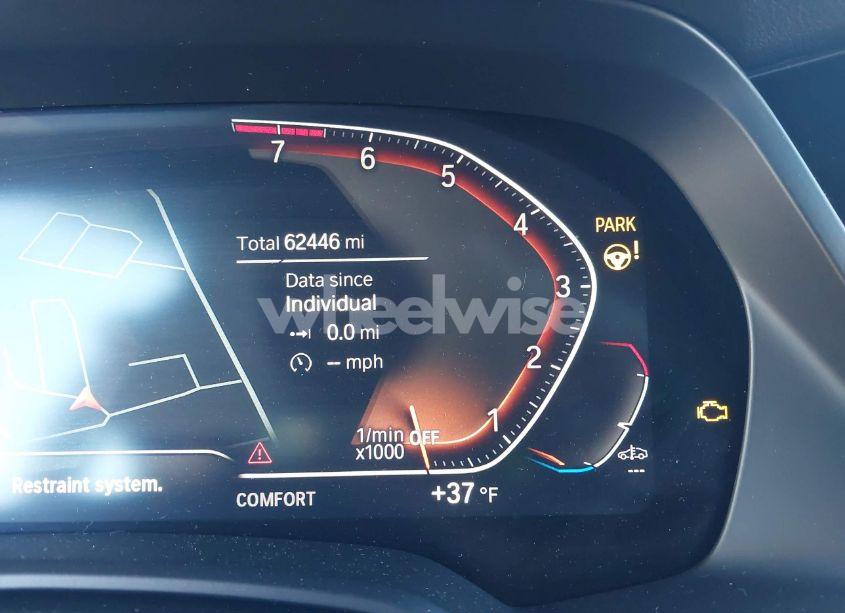 7
6
5
4
PARK
!
Total 62446 mi
Data since
Individual
3
wheelwise
0.0 mi
-- mph
2
1
1/min OFF
x1000
---
Restraint system.
COMFORT
+37 °F